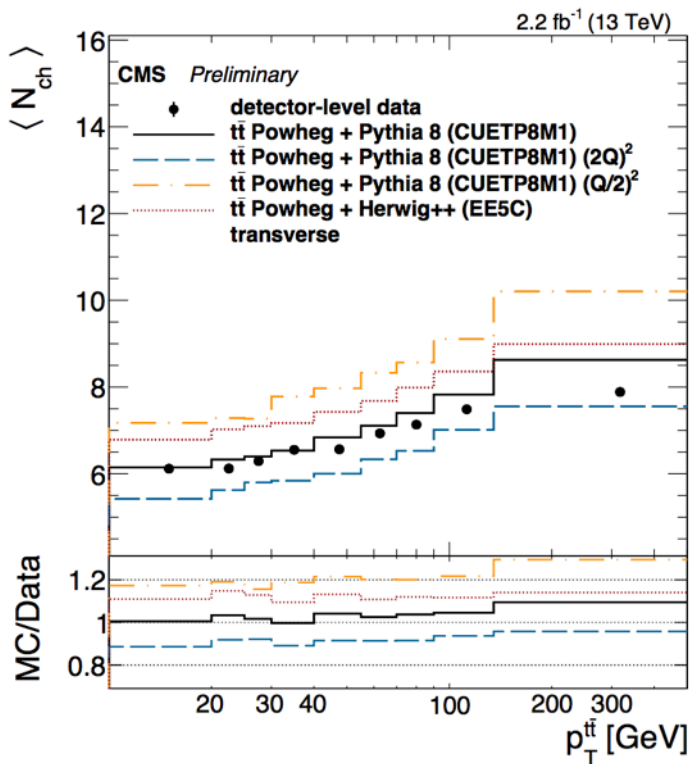 2.2 fb⁻¹ (13 TeV)
⟨ N_ch ⟩
16
14
12
10
8
6
CMS Preliminary
detector-level data
tt̄ Powheg + Pythia 8 (CUETP8M1)
tt̄ Powheg + Pythia 8 (CUETP8M1) (2Q)²
tt̄ Powheg + Pythia 8 (CUETP8M1) (Q/2)²
tt̄ Powheg + Herwig++ (EE5C)
transverse
MC/Data
1.2
1
0.8
20 30 40 100 200 300
p_T^tt̄ [GeV]